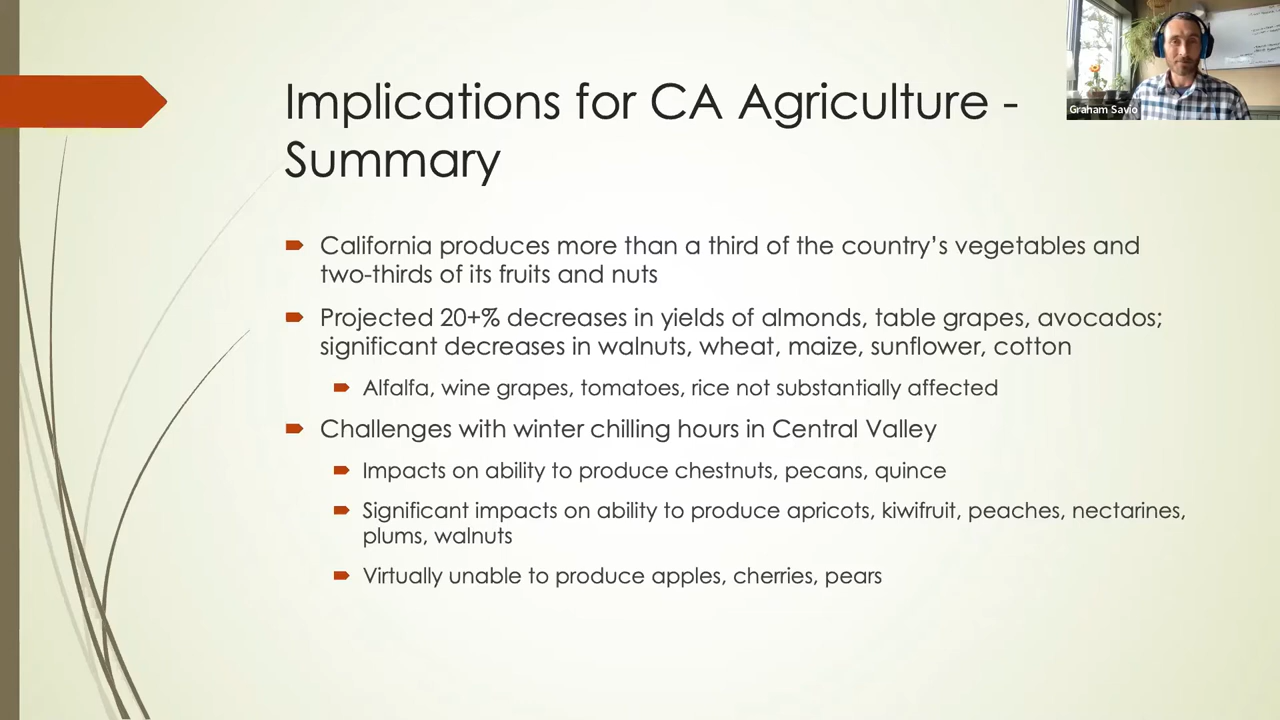 Implications for CA Agriculture -
Summary
Graham Savio
California produces more than a third of the country’s vegetables and
two-thirds of its fruits and nuts
Projected 20+% decreases in yields of almonds, table grapes, avocados;
significant decreases in walnuts, wheat, maize, sunflower, cotton
Alfalfa, wine grapes, tomatoes, rice not substantially affected
Challenges with winter chilling hours in Central Valley
Impacts on ability to produce chestnuts, pecans, quince
Significant impacts on ability to produce apricots, kiwifruit, peaches, nectarines,
plums, walnuts
Virtually unable to produce apples, cherries, pears